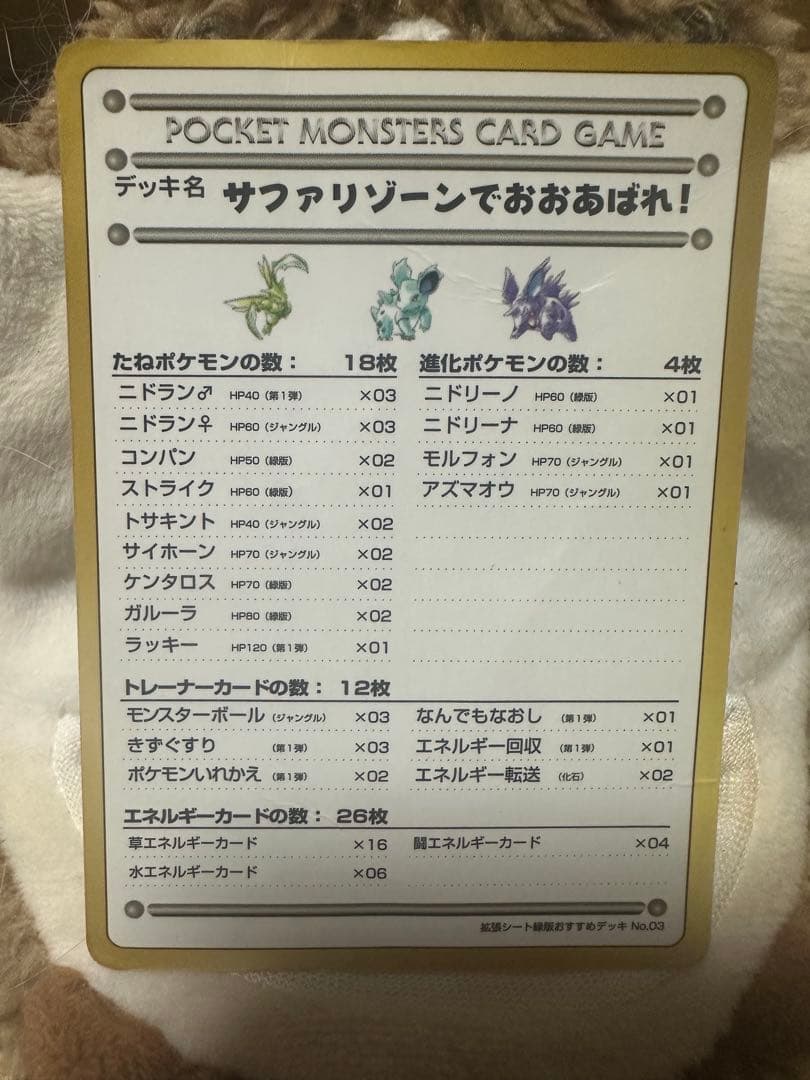 POCKET MONSTERS CARD GAME
デッキ名 サファリゾーンでおおあばれ!
たねポケモンの数: 18枚
ニドラン♂ HP40(第1弾) ×03
ニドラン♀ HP60(ジャングル) ×03
コンパン HP50(緑版) ×02
ストライク HP60(緑版) ×01
トサキント HP40(ジャングル) ×02
サイホーン HP70(ジャングル) ×02
ケンタロス HP70(緑版) ×02
ガルーラ HP80(緑版) ×02
ラッキー HP120(第1弾) ×01
進化ポケモンの数: 4枚
ニドリーノ HP60(緑版) ×01
ニドリーナ HP60(緑版) ×01
モルフォン HP70(ジャングル) ×01
アズマオウ HP70(ジャングル) ×01
トレーナーカードの数: 12枚
モンスターボール(ジャングル) ×03
きずぐすり (第1弾) ×03
ポケモンいれかえ(第1弾) ×02
なんでもなおし (第1弾) ×01
エネルギー回収 (第1弾) ×01
エネルギー転送 (化石) ×02
エネルギーカードの数: 26枚
草エネルギーカード ×16
水エネルギーカード ×06
闘エネルギーカード ×04
拡張シート緑版おすすめデッキ No.03